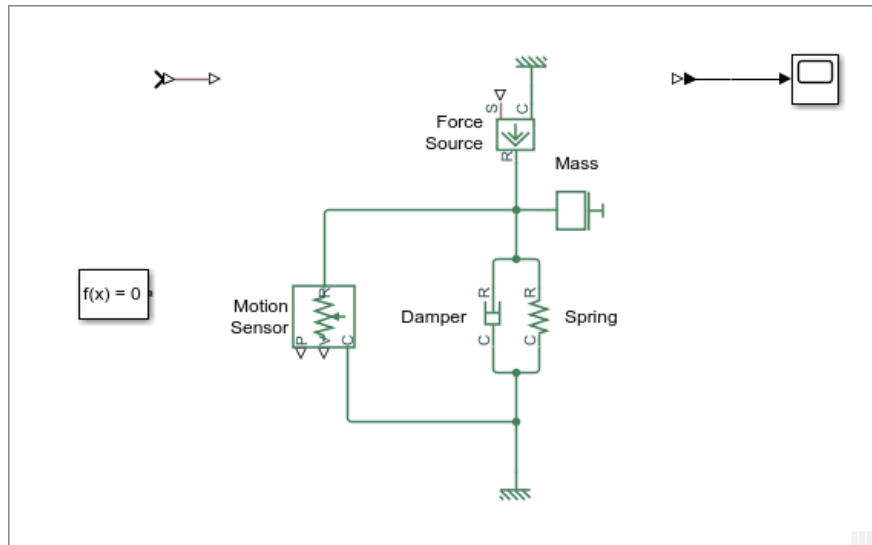 S
C
Force
Source
R
Mass
f(x) = 0
Motion
Sensor
R
P
V
C
Damper
R
C
R
C
Spring